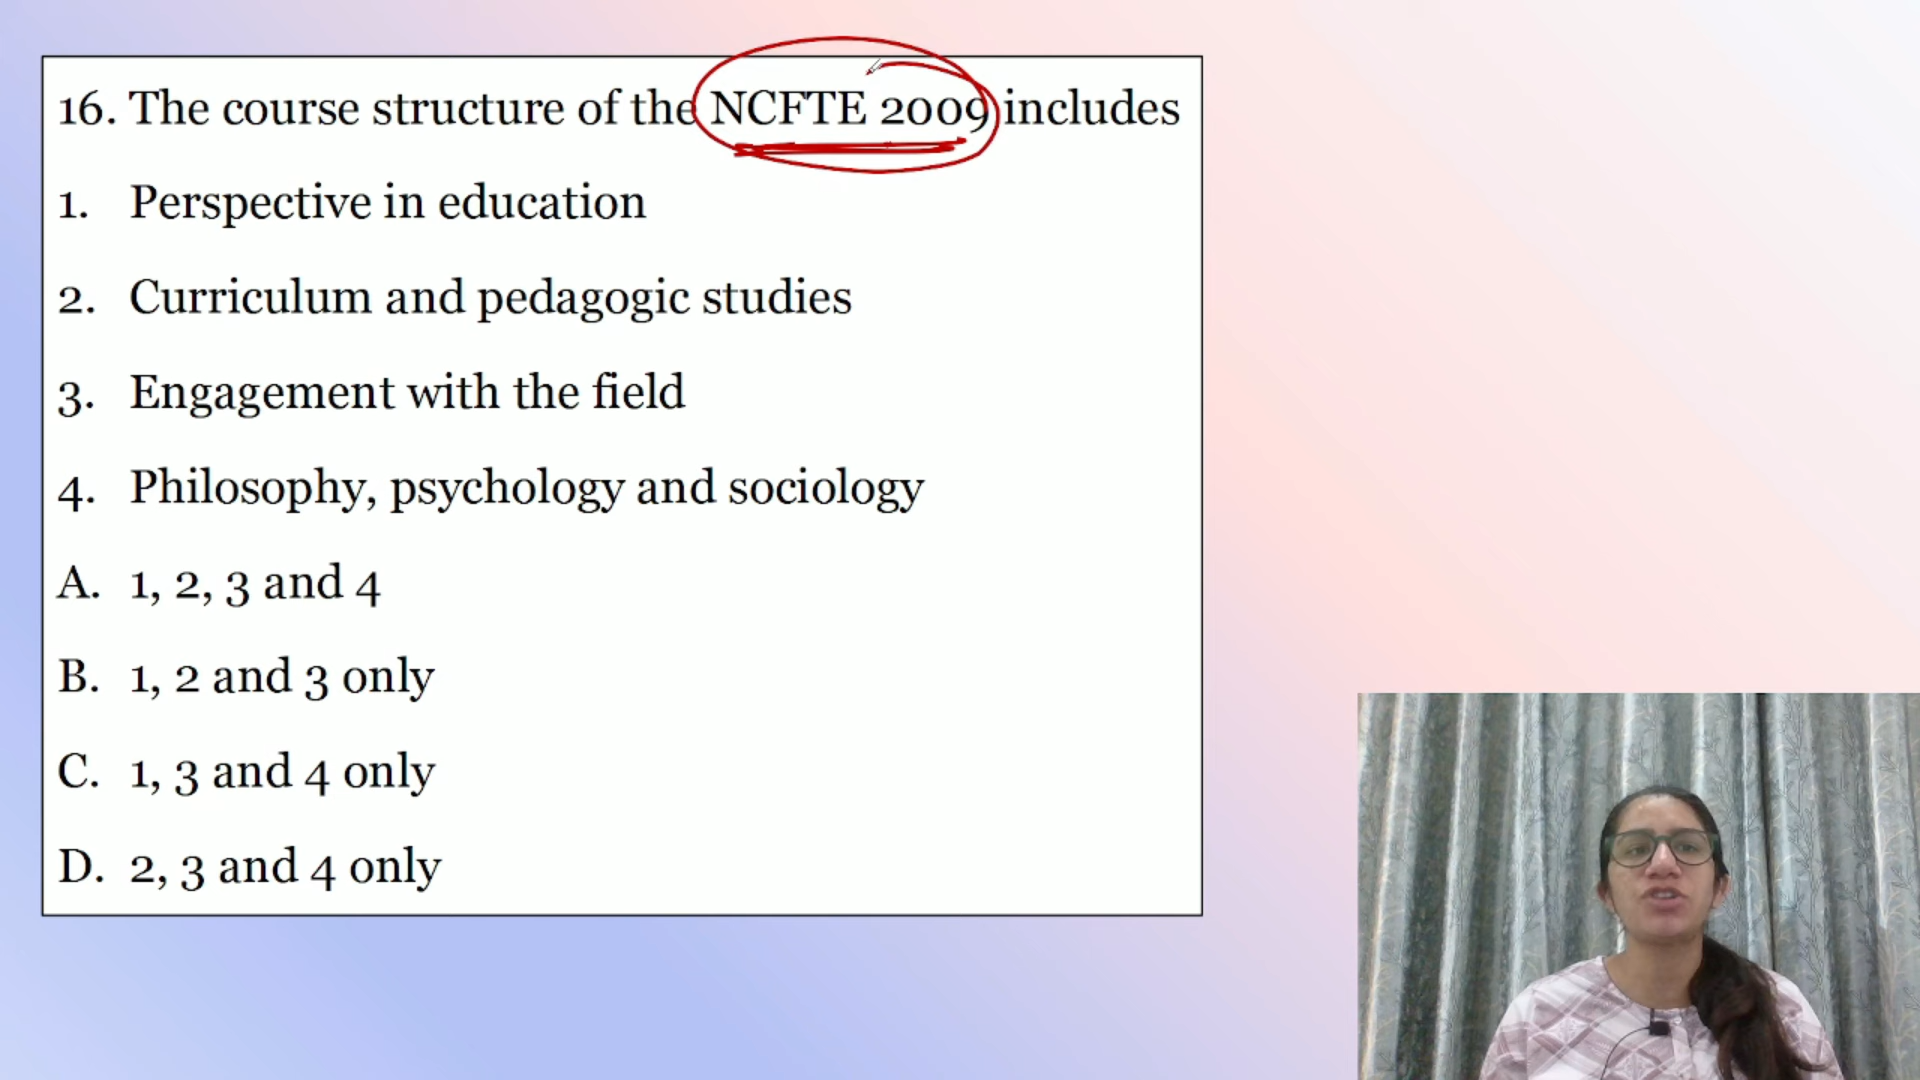 16. The course structure of the NCFTE 2009 includes
1. Perspective in education
2. Curriculum and pedagogic studies
3. Engagement with the field
4. Philosophy, psychology and sociology
A. 1, 2, 3 and 4
B. 1, 2 and 3 only
C. 1, 3 and 4 only
D. 2, 3 and 4 only